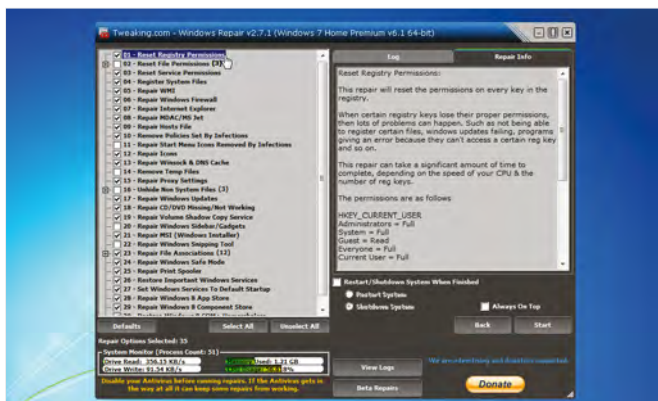 Tweaking.com - Windows Repair v2.7.1 (Windows 7 Home Premium v6.1 64-bit)
01 - Reset Registry Permissions
02 - Reset File Permissions (3)
03 - Reset Service Permissions
04 - Register System Files
05 - Repair WMI
06 - Repair Windows Firewall
07 - Repair Internet Explorer
08 - Repair MDAC/MS Jet
09 - Repair Hosts File
10 - Remove Policies Set By Infections
11 - Repair Start Menu Icons Removed By Infections
12 - Repair Icons
13 - Repair Winsock & DNS Cache
14 - Remove Temp Files
15 - Repair Proxy Settings
16 - Unhide Non System Files (3)
17 - Repair Windows Updates
18 - Repair CD/DVD Missing/Not Working
19 - Repair Volume Shadow Copy Service
20 - Repair Windows Sidebar/Gadgets
21 - Repair MSI (Windows Installer)
22 - Repair Windows Snipping Tool
23 - Repair File Associations (12)
24 - Repair Windows Safe Mode
25 - Repair Print Spooler
26 - Restore Important Windows Services
27 - Set Windows Services To Default Startup
28 - Repair Windows 8 App Store
29 - Repair Windows 8 Component Store
Defaults
Select All
Unselect All
Repair Options Selected: 35
System Monitor [Process Count: 51]
Drive Read: 356.15 KB/s
Used: 1.21 GB
Drive Write: 91.54 KB/s
Disable your Antivirus before running repairs. If the Antivirus gets in
the way at all it can keep some repairs from working.
Log
Repair Info
Reset Registry Permissions:
This repair will reset the permissions on every key in the
registry.
When certain registry keys lose their proper permissions,
then lots of problems can happen. Such as not being able
to register certain files, windows updates failing, programs
giving an error because they can't access a certain reg key
and so on.
This repair can take a significant amount of time to
complete, depending on the speed of your CPU & the
number of reg keys.
The permissions are as follows
HKEY_CURRENT_USER
Administrators = Full
System = Full
Guest = Read
Everyone = Full
Current User = Full
Restart/Shutdown System When Finished
Restart System
Shutdown System
Always On Top
Back
Start
View Logs
Beta Repairs
Donate